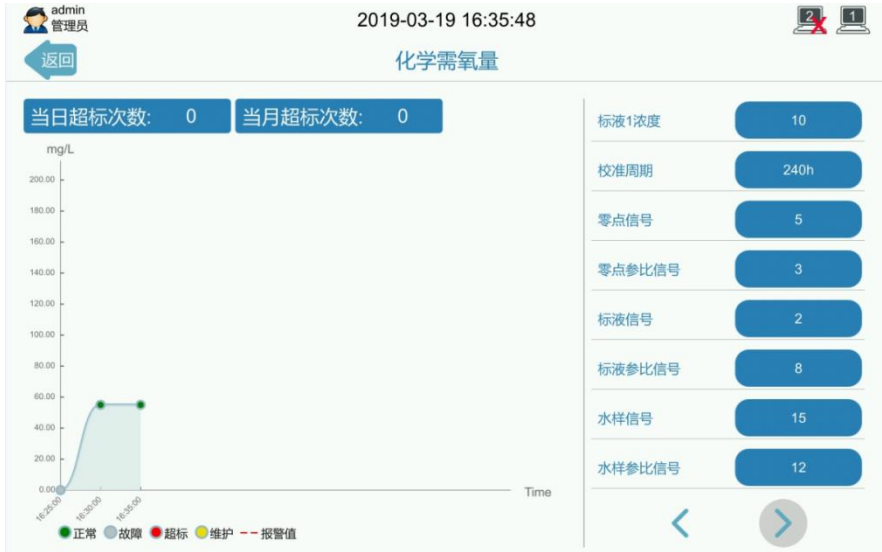 admin
管理员
2019-03-19 16:35:48
2
1
返回
化学需氧量
当日超标次数: 0
当月超标次数: 0
mg/L
200.00
180.00
160.00
140.00
120.00
100.00
80.00
60.00
40.00
20.00
0.00
16:25:00
16:30:00
16:35:00
Time
正常 故障 超标 维护 报警值
标液1浓度 10
校准周期 240h
零点信号 5
零点参比信号 3
标液信号 2
标液参比信号 8
水样信号 15
水样参比信号 12